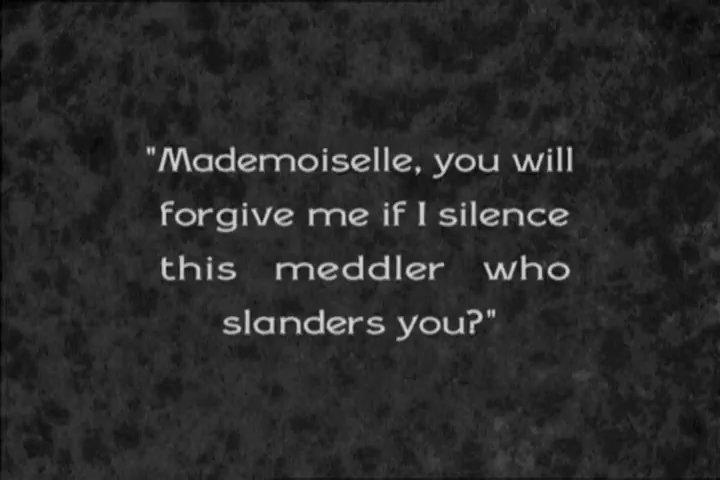 "Mademoiselle, you will
forgive me if I silence
this meddler who
slanders you?"